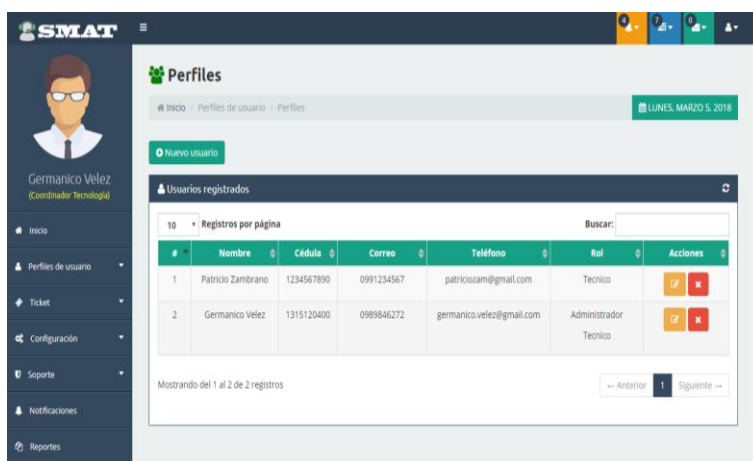 SMAT
4
7
0
Perfiles
Inicio / Perfiles de usuario / Perfiles
LUNES, MARZO 5, 2018
Nuevo usuario
Germanico Velez
(Coordinador Tecnología)
Usuarios registrados
10 Registros por página
Buscar:
# Nombre Cédula Correo Teléfono Rol Acciones
1 Patricio Zambrano 1234567890 0991234567 patriciozam@gmail.com Tecnico
2 Germanico Velez 1315120400 0989846272 germanico.velez@gmail.com Administrador
Tecnico
Mostrando del 1 al 2 de 2 registros
← Anterior 1 Siguiente →
Inicio
Perfiles de usuario
Ticket
Configuración
Soporte
Notificaciones
Reportes